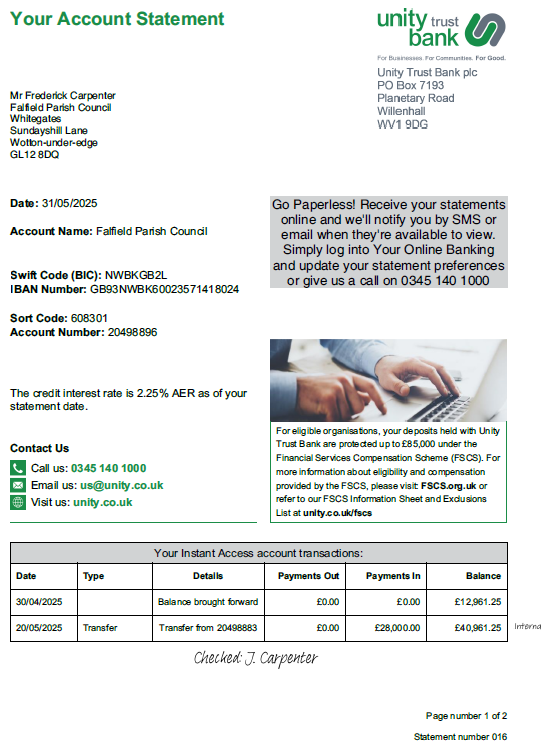 Your Account Statement
unity trust
bank
For Businesses. For Communities. For Good.
Unity Trust Bank plc
PO Box 7193
Planetary Road
Willenhall
WV1 9DG
Mr Frederick Carpenter
Falfield Parish Council
Whitegates
Sundayshill Lane
Wotton-under-edge
GL12 8DQ
Date: 31/05/2025
Account Name: Falfield Parish Council
Swift Code (BIC): NWBKGB2L
IBAN Number: GB93NWBK60023571418024
Sort Code: 608301
Account Number: 20498896
Go Paperless! Receive your statements
online and we'll notify you by SMS or
email when they're available to view.
Simply log into Your Online Banking
and update your statement preferences
or give us a call on 0345 140 1000
The credit interest rate is 2.25% AER as of your
statement date.
Contact Us
Call us: 0345 140 1000
Email us: us@unity.co.uk
Visit us: unity.co.uk
For eligible organisations, your deposits held with Unity
Trust Bank are protected up to £85,000 under the
Financial Services Compensation Scheme (FSCS). For
more information about eligibility and compensation
provided by the FSCS, please visit: FSCS.org.uk or
refer to our FSCS Information Sheet and Exclusions
List at unity.co.uk/fscs
Your Instant Access account transactions:
Date Type Details Payments Out Payments In Balance
30/04/2025 Balance brought forward £0.00 £0.00 £12,961.25
20/05/2025 Transfer Transfer from 20498883 £0.00 £28,000.00 £40,961.25
Interna
Checked: J. Carpenter
Page number 1 of 2
Statement number 016